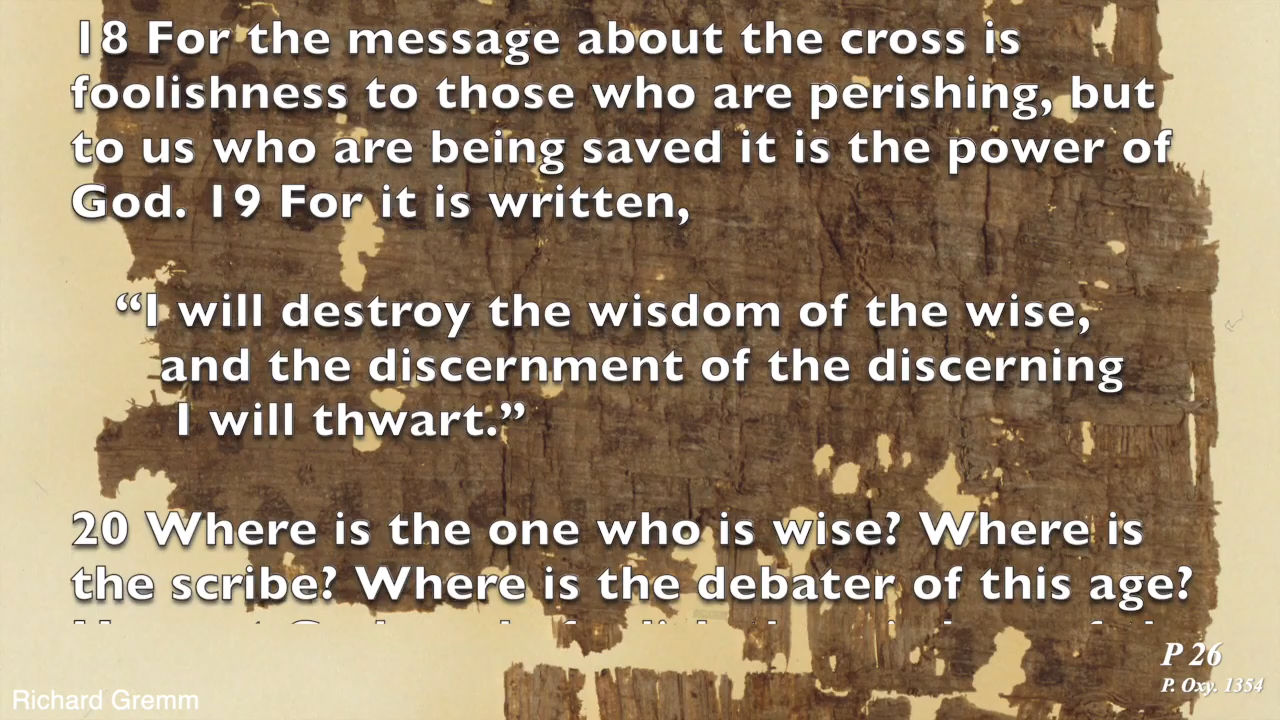 18 For the message about the cross is
foolishness to those who are perishing, but
to us who are being saved it is the power of
God. 19 For it is written,
“I will destroy the wisdom of the wise,
and the discernment of the discerning
I will thwart.”
20 Where is the one who is wise? Where is
the scribe? Where is the debater of this age?
P 26
P. Oxy. 1354
Richard Gremm